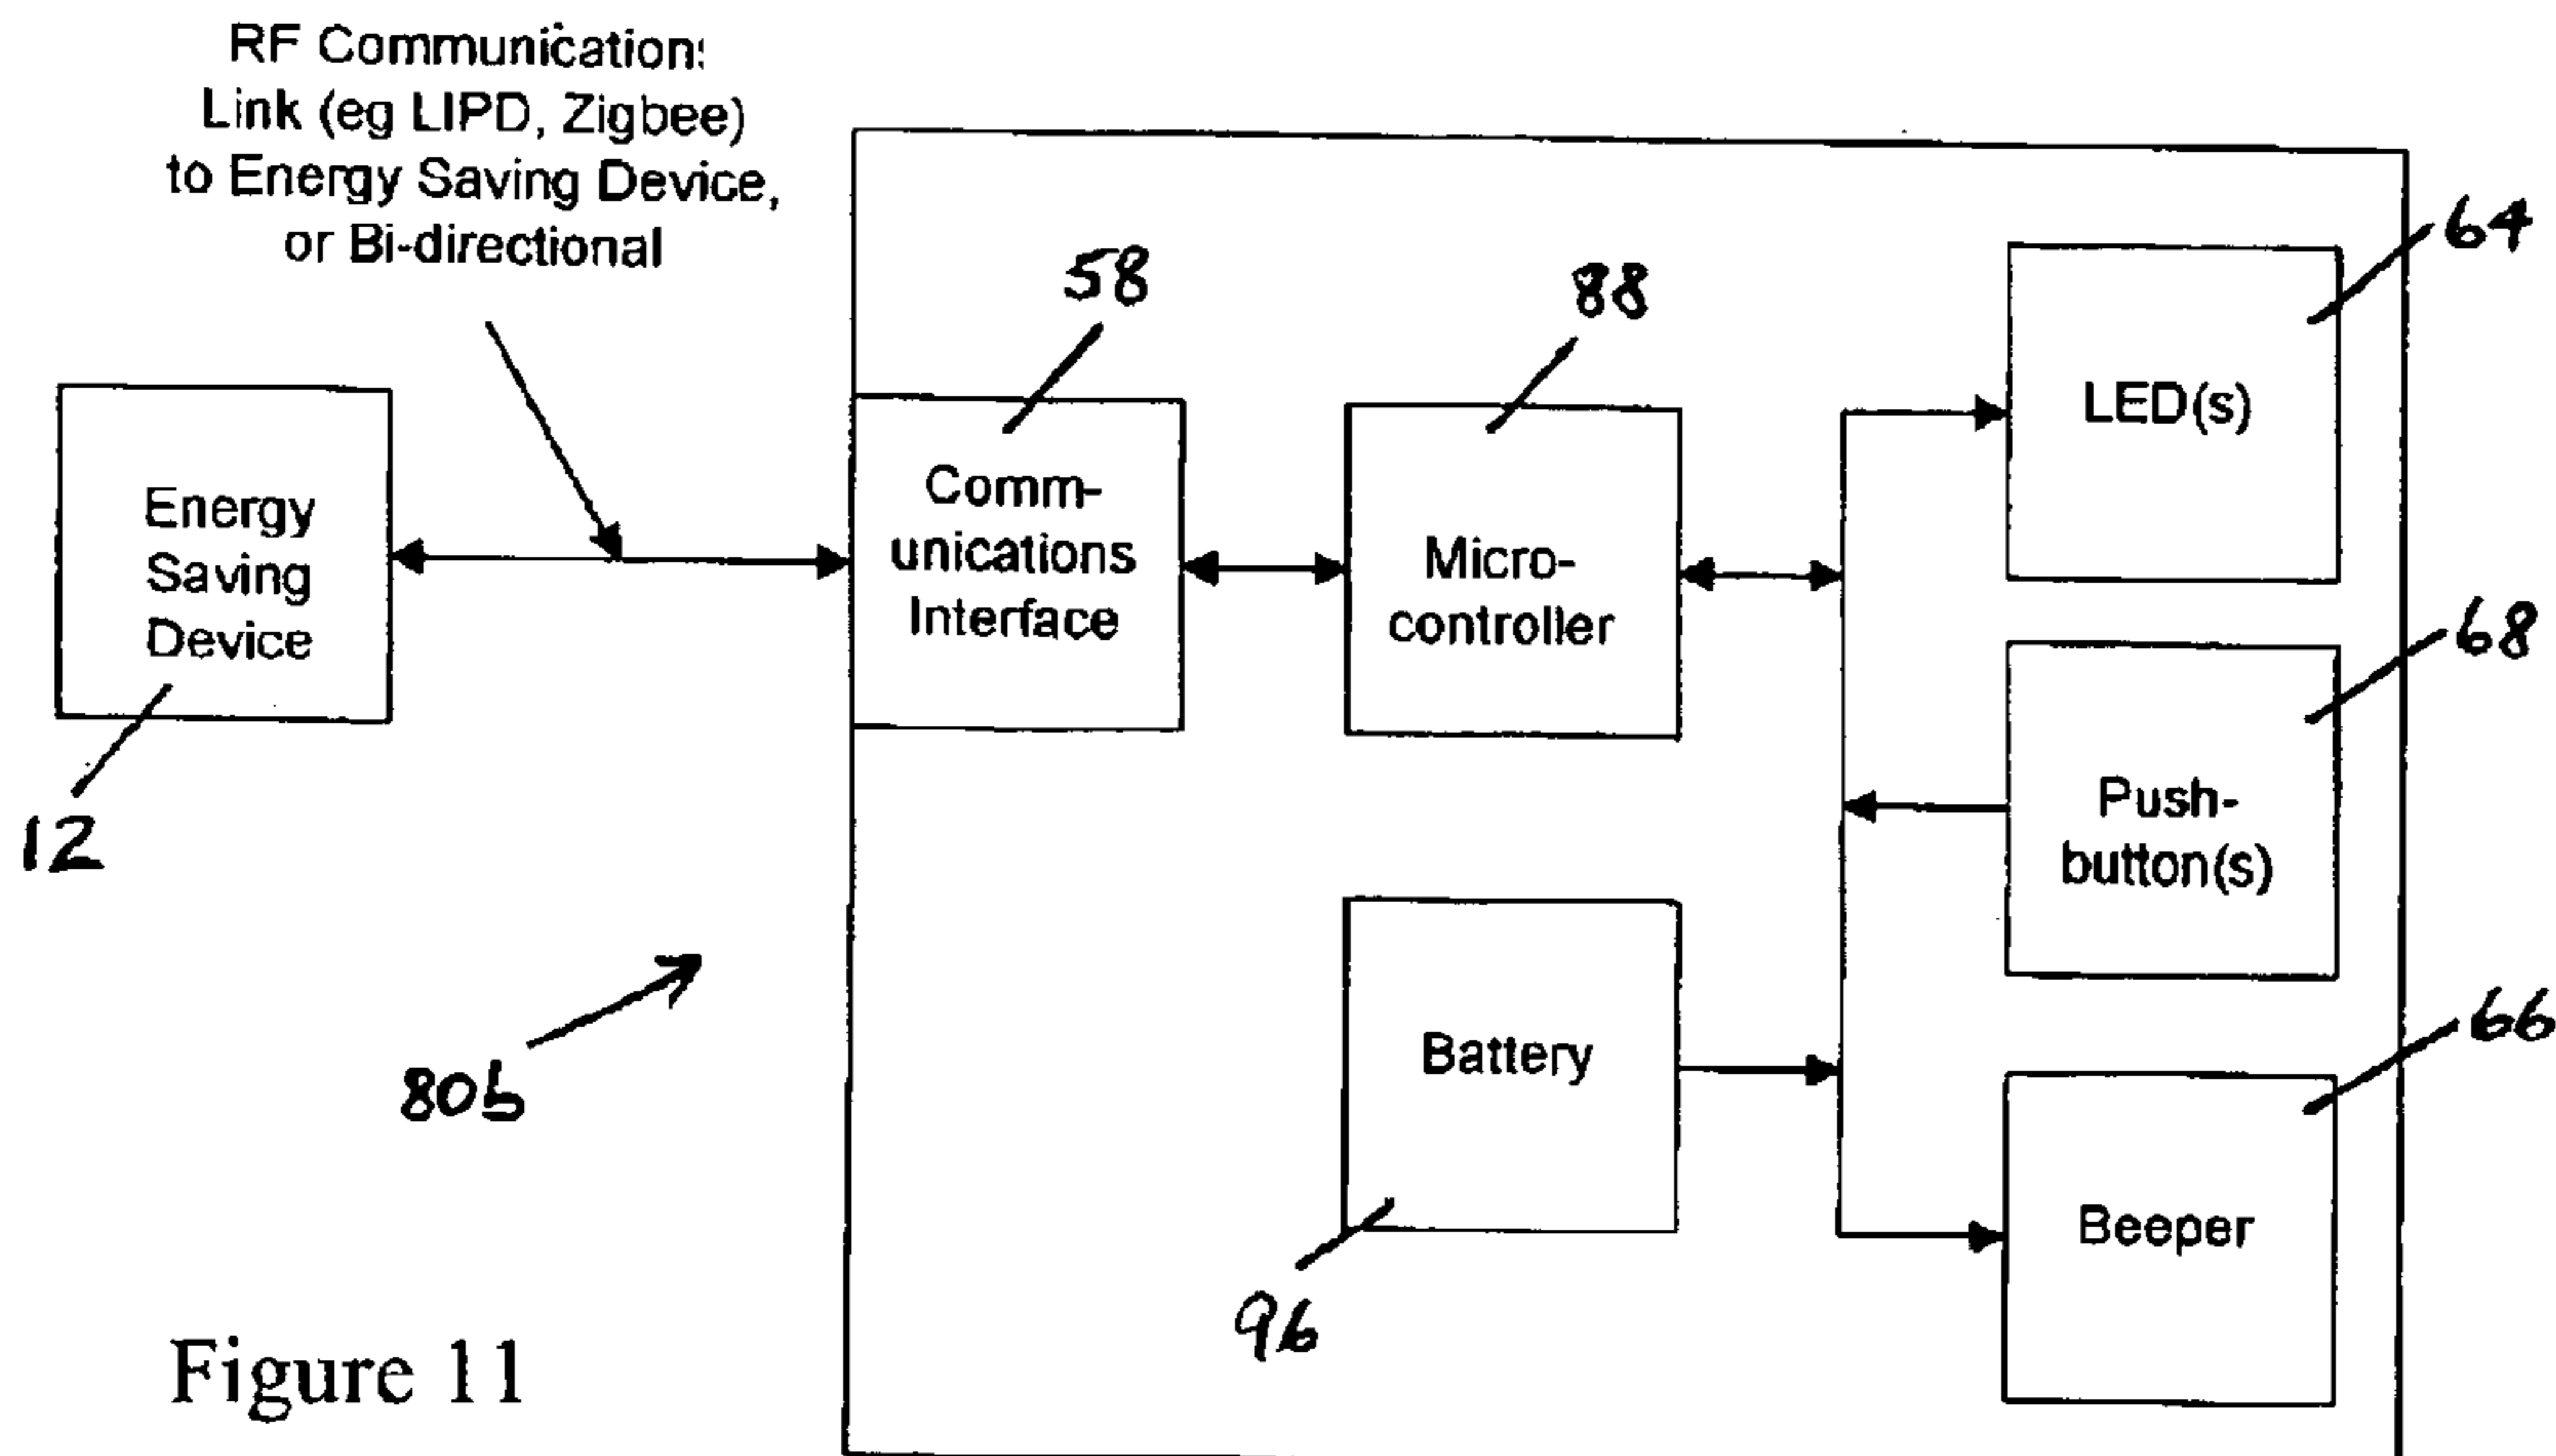 RF Communications
Link (eg LIPD, Zigbee)
to Energy Saving Device,
or Bi-directional
58
88
64
LED(s)
Energy
Saving
Device
Comm-
unications
Interface
Micro-
controller
68
Push-
button(s)
12
80b
Battery
66
Beeper
96
Figure 11